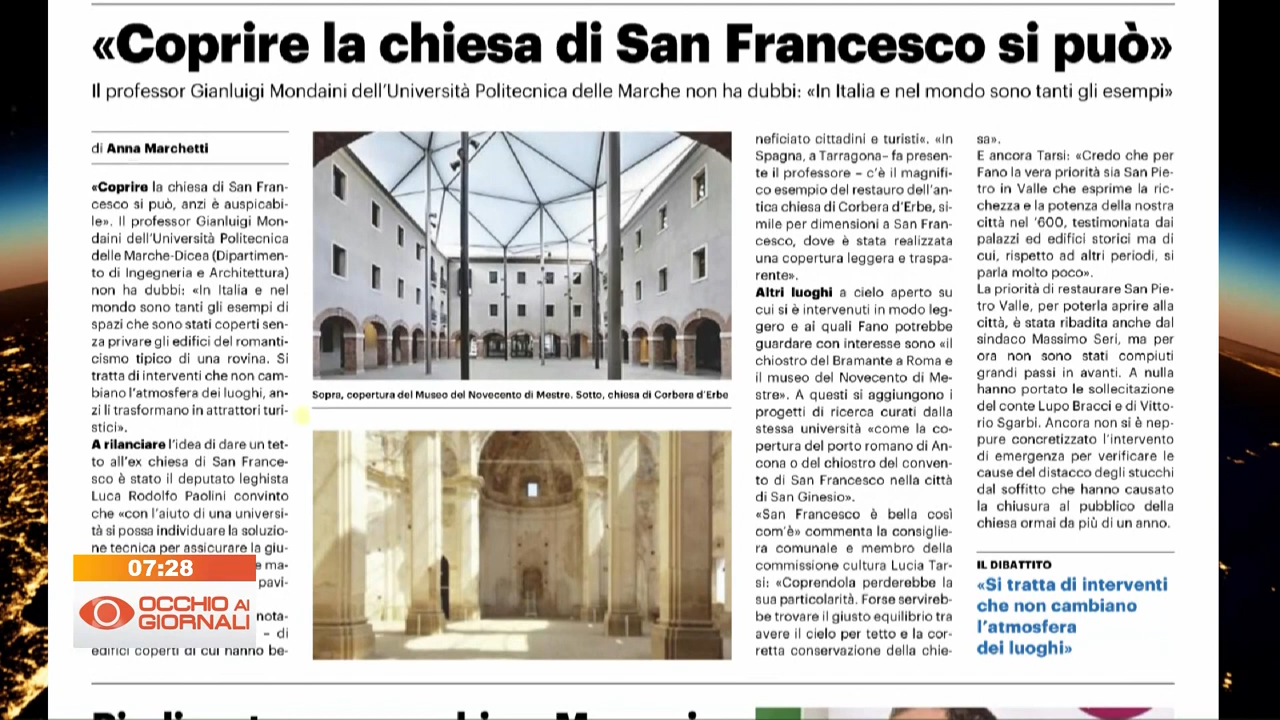 «Coprire la chiesa di San Francesco si può»
Il professor Gianluigi Mondaini dell'Università Politecnica delle Marche non ha dubbi: «In Italia e nel mondo sono tanti gli esempi»
di Anna Marchetti
«Coprire la chiesa di San Fran-
cesco si può, anzi è auspicabi-
le». Il professor Gianluigi Mon-
daini dell'Università Politecnica
delle Marche-Dicea (Dipartimen-
to di Ingegneria e Architettura)
non ha dubbi: «In Italia e nel
mondo sono tanti gli esempi di
spazi che sono stati coperti sen-
za privare gli edifici del romanti-
cismo tipico di una rovina. Si
tratta di interventi che non cam-
biano l'atmosfera dei luoghi, an-
zi li trasformano in attrattori turi-
stici».
A rilanciare l'idea di dare un tet-
to all'ex chiesa di San France-
sco è stato il deputato leghista
Luca Rodolfo Paolini convinto
che «con l'aiuto di una universi-
tà si possa individuare la soluzio-
ne tecnica per assicurare la giu-
e ma-
pavi-
nota-
– di
edifici coperti di cui hanno be-
07:28
OCCHIO AI
GIORNALI
Sopra, copertura del Museo del Novecento di Mestre. Sotto, chiesa di Corbera d'Erbe
neficiato cittadini e turisti«. «In
Spagna, a Tarragona– fa presen-
te il professore – c'è il magnifi-
co esempio del restauro dell'an-
tica chiesa di Corbera d'Erbe, si-
mile per dimensioni a San Fran-
cesco, dove è stata realizzata
una copertura leggera e traspa-
rente».
Altri luoghi a cielo aperto su
cui si è intervenuti in modo leg-
gero e ai quali Fano potrebbe
guardare con interesse sono «il
chiostro del Bramante a Roma e
il museo del Novecento di Me-
stre». A questi si aggiungono i
progetti di ricerca curati dalla
stessa università «come la co-
pertura del porto romano di An-
cona o del chiostro del conven-
to di San Francesco nella città
di San Ginesio».
«San Francesco è bella così
com'è» commenta la consiglie-
ra comunale e membro della
commissione cultura Lucia Tar-
si: «Coprendola perderebbe la
sua particolarità. Forse servireb-
be trovare il giusto equilibrio tra
avere il cielo per tetto e la cor-
retta conservazione della chie-
sa».
E ancora Tarsi: «Credo che per
Fano la vera priorità sia San Pie-
tro in Valle che esprime la ric-
chezza e la potenza della nostra
città nel '600, testimoniata dai
palazzi ed edifici storici ma di
cui, rispetto ad altri periodi, si
parla molto poco».
La priorità di restaurare San Pie-
tro Valle, per poterla aprire alla
città, è stata ribadita anche dal
sindaco Massimo Seri, ma per
ora non sono stati compiuti
grandi passi in avanti. A nulla
hanno portato le sollecitazione
del conte Lupo Bracci e di Vitto-
rio Sgarbi. Ancora non si è nep-
pure concretizzato l'intervento
di emergenza per verificare le
cause del distacco degli stucchi
dal soffitto che hanno causato
la chiusura al pubblico della
chiesa ormai da più di un anno.
IL DIBATTITO
«Si tratta di interventi
che non cambiano
l'atmosfera
dei luoghi»